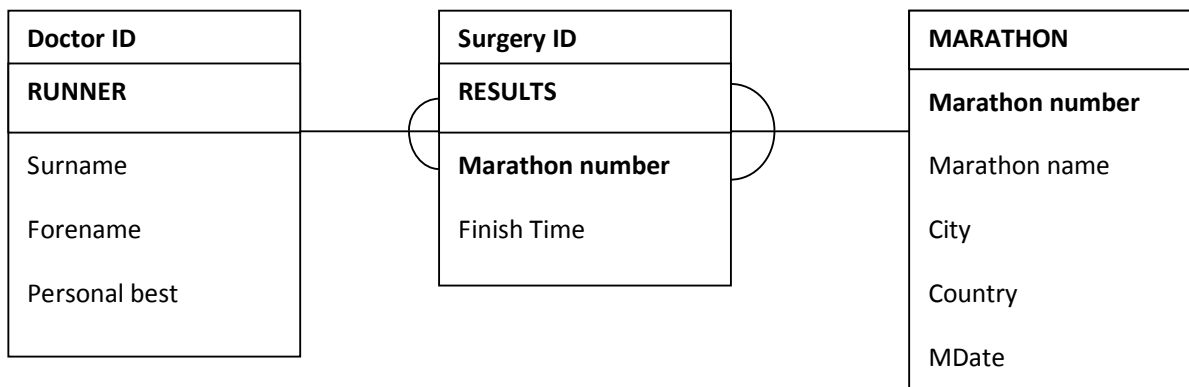 Doctor ID
RUNNER
Surname
Forename
Personal best
Surgery ID
RESULTS
Marathon number
Finish Time
MARATHON
Marathon number
Marathon name
City
Country
MDate